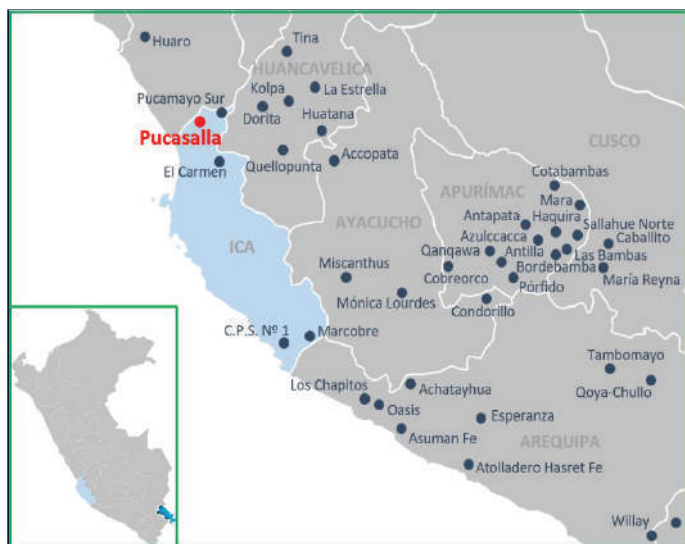 Huaro
Tina
HUANCAVELICA
Kolpa
La Estrella
Pucamayo Sur
Dorita
Huatana
Pucasalla
CUSCO
El Carmen
Quellopunta
Accopata
Cotabambas
APURÍMAC
Mara
Antapata
Haquira
Sallahue Norte
AYACUCHO
Azulccacca
Caballito
ICA
Qanqawa
Antilla
Las Bambas
Miscanthus
Cobreorco
Bordebamba
María Reyna
Mónica Lourdes
Pórfido
Condorillo
C.P.S. Nº 1
Marcobre
Tambomayo
Los Chapitos
Achatayhua
Qoya-Chullo
Oasis
Esperanza
Asuman Fe
AREQUIPA
Atolladero Hasret Fe
Willay